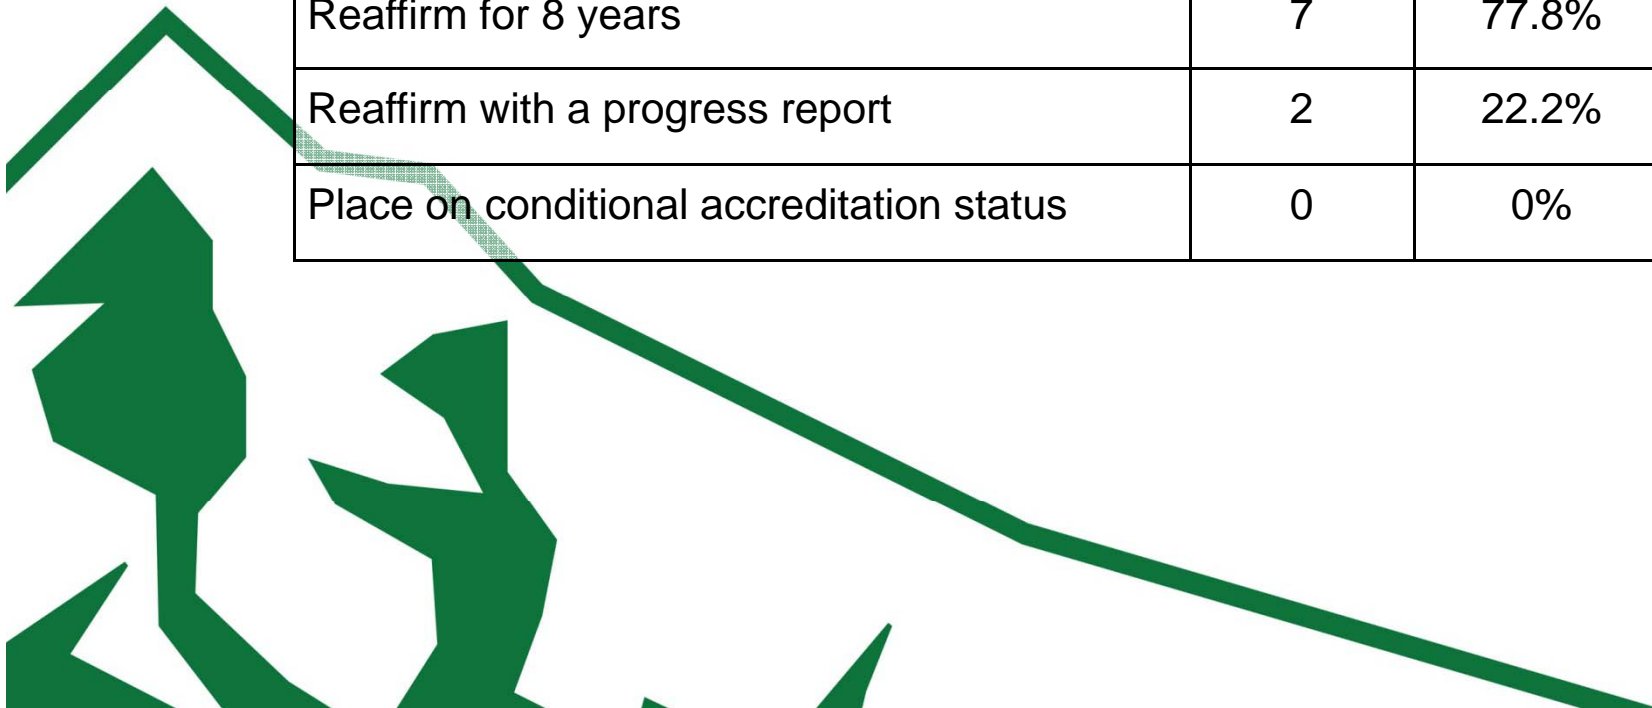 Reaffirm for 8 years 7 77.8%
Reaffirm with a progress report 2 22.2%
Place on conditional accreditation status 0 0%